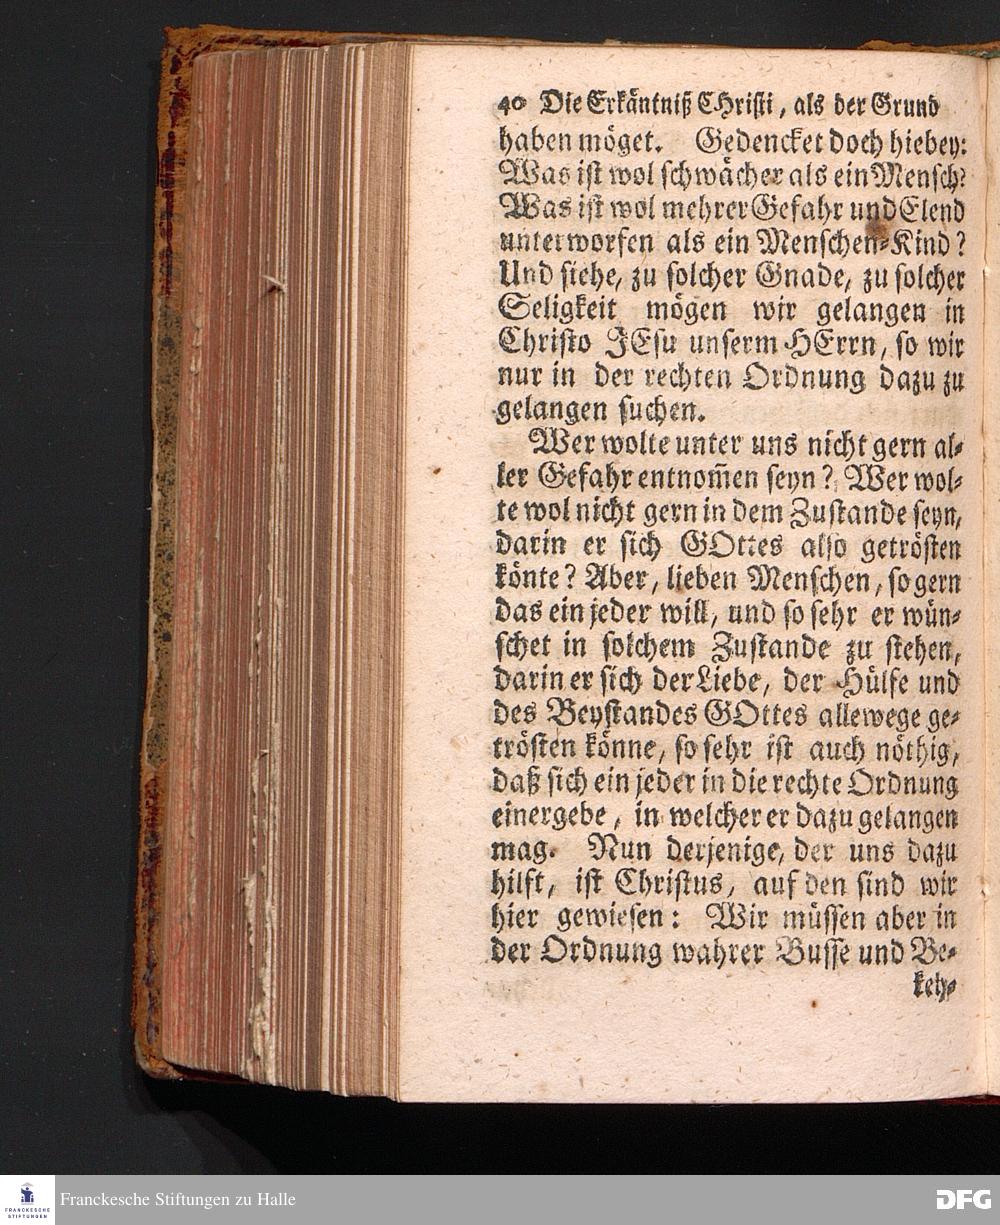 40 Die Erkäntniß CHristi, als der Grund
haben möget. Gedencket doch hiebey:
Was ist wol schwächer als ein Mensch?
Was ist wol mehrer Gefahr und Elend
unterworfen als ein Menschen-Kind?
Und siehe, zu solcher Gnade, zu solcher
Seligkeit mögen wir gelangen in
Christo JEsu unserm HErrn, so wir
nur in der rechten Ordnung dazu zu
gelangen suchen.
Wer wolte unter uns nicht gern al-
ler Gefahr entnom̃en seyn? Wer wol-
te wol nicht gern in dem Zustande seyn,
darin er sich GOttes also getrösten
könte? Aber, lieben Menschen, so gern
das ein jeder will, und so sehr er wün-
schet in solchem Zustande zu stehen,
darin er sich der Liebe, der Hülfe und
des Beystandes GOttes allewege ge-
trösten könne, so sehr ist auch nöthig,
daß sich ein jeder in die rechte Ordnung
einergebe, in welcher er dazu gelangen
mag. Nun derjenige, der uns dazu
hilft, ist Christus, auf den sind wir
hier gewiesen: Wir müssen aber in
der Ordnung wahrer Busse und Be-
keh-
FRANCKESCHE STIFTUNGEN
Franckesche Stiftungen zu Halle
DFG